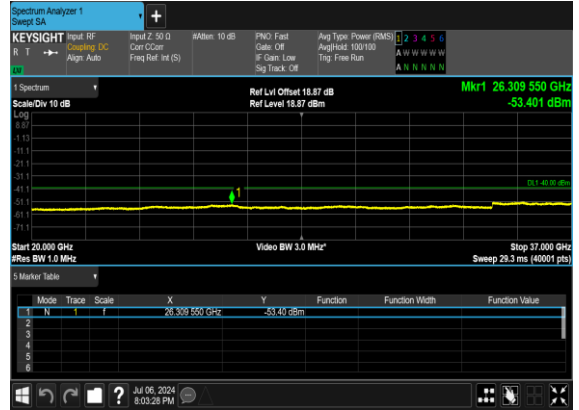 Spectrum Analyzer 1
Swept SA
+
KEYSIGHT Input: RF Input Z: 50 Ω #Atten: 10 dB PNO: Fast Avg Type: Power (RMS) 1 2 3 4 5 6
R T Coupling: DC Corr CCorr Gate: Off Avg|Hold: 100/100 A W W W W W
Align: Auto Freq Ref: Int (S) IF Gain: Low Trig: Free Run
LW Sig Track: Off A N N N N N
1 Spectrum Ref Lvl Offset 18.87 dB Mkr1 26.309 550 GHz
Scale/Div 10 dB Ref Level 18.87 dBm -53.401 dBm
Log
8.87
-1.13
-11.1
-21.1
-31.1
DL1 -40.00 dBm
-41.1
1
-51.1
-61.1
-71.1
Start 20.000 GHz Video BW 3.0 MHz* Stop 37.000 GHz
#Res BW 1.0 MHz Sweep 29.3 ms (40001 pts)
5 Marker Table
Mode Trace Scale X Y Function Function Width Function Value
1 N 1 f 26.309 550 GHz -53.40 dBm
2
3
4
5
6
? Jul 06, 2024
8:03:28 PM